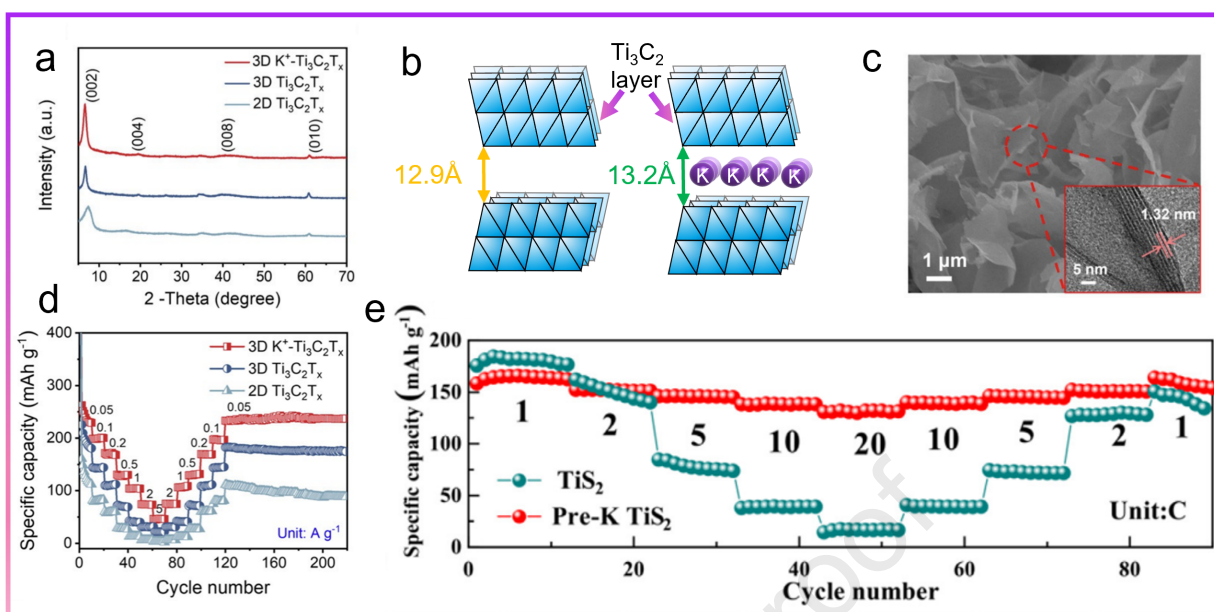 a
3D K⁺-Ti₃C₂Tₓ
3D Ti₃C₂Tₓ
2D Ti₃C₂Tₓ
(002)
(004)
(008)
(010)
Intensity (a.u.)
5 10 20 30 40 50 60 70
2 -Theta (degree)
b
Ti₃C₂
layer
12.9Å
13.2Å
K K K K
c
1.32 nm
5 nm
1 µm
d
Specific capacity (mAh g⁻¹)
400
300
200
100
0
3D K⁺-Ti₃C₂Tₓ
3D Ti₃C₂Tₓ
2D Ti₃C₂Tₓ
0.05 0.1 0.2 0.5 1 2 5 2 1 0.5 0.2 0.1 0.05
Unit: A g⁻¹
0 40 80 120 160 200
Cycle number
e
Specific capacity (mAh g⁻¹)
200
150
100
50
0
1 2 5 10 20 10 5 2 1
TiS₂
Pre-K TiS₂
Unit:C
0 20 40 60 80
Cycle number
roof